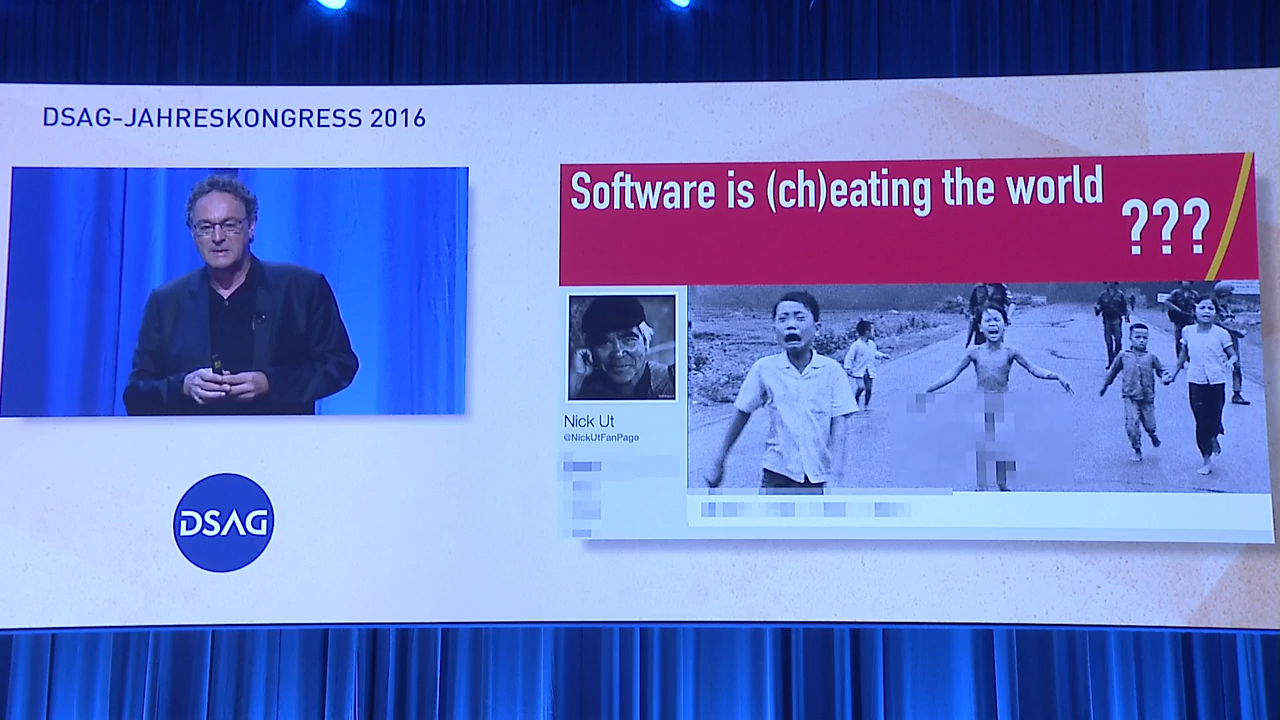 DSAG-JAHRESKONGRESS 2016
Software is (ch)eating the world
???
Nick Ut
@NickUtFanPage
DSAG